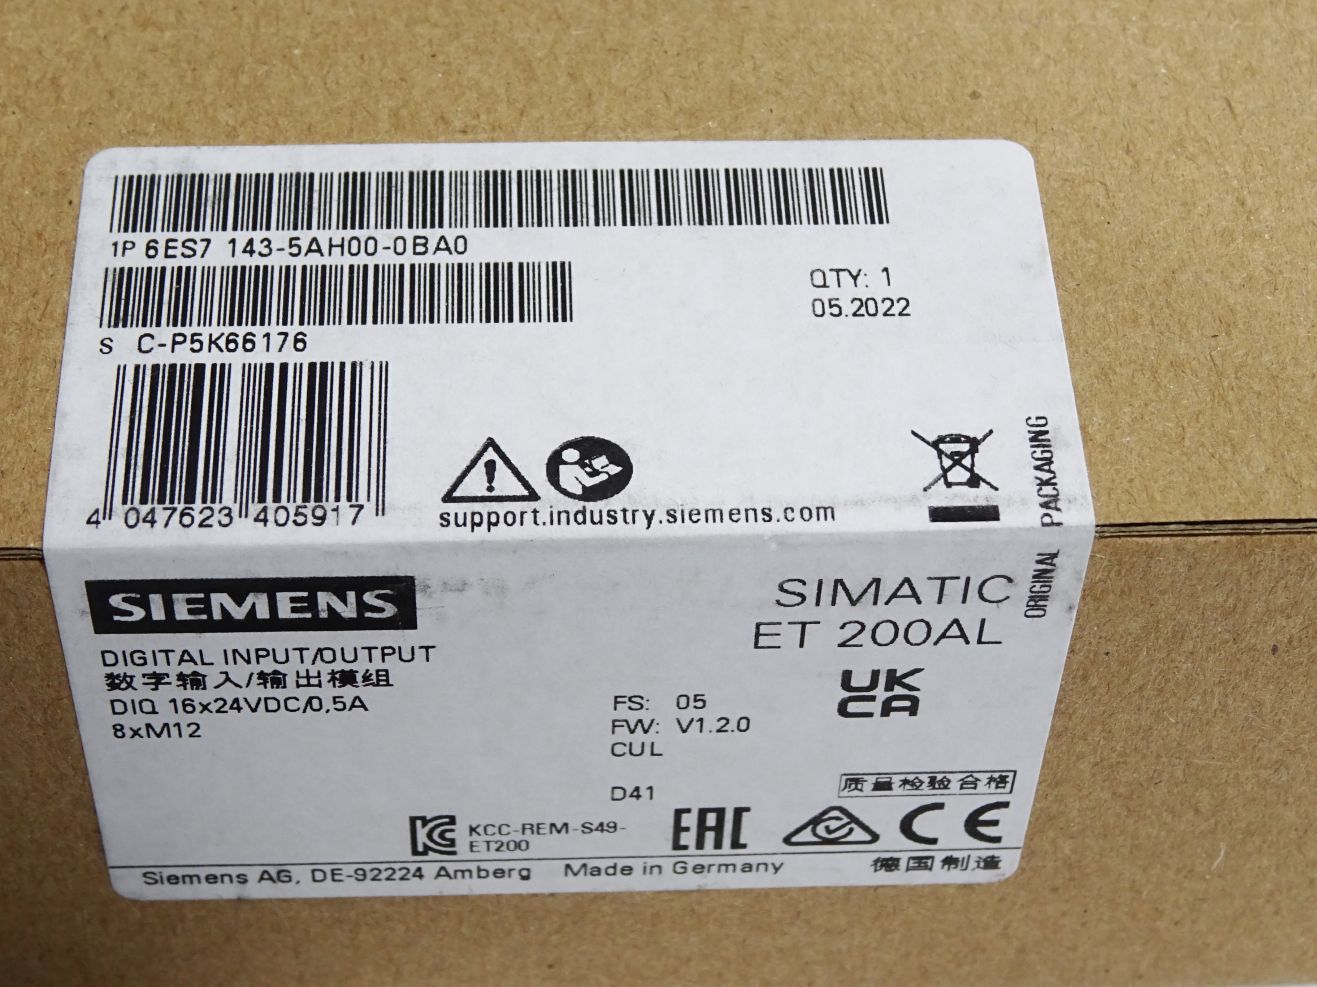 1P 6ES7 143-5AH00-0BA0
QTY: 1
05.2022
S C-P5K66176
4 047623 405917
support.industry.siemens.com
ORIGINAL PACKAGING
SIEMENS
SIMATIC
ET 200AL
DIGITAL INPUT/OUTPUT
数字输入/输出模组
DIQ 16x24VDC/0,5A
8xM12
FS: 05
FW: V1.2.0
CUL
D41
UK
CA
质量检验合格
KC KCC-REM-S49-
ET200
EAC
CE
Siemens AG, DE-92224 Amberg Made in Germany 德国制造